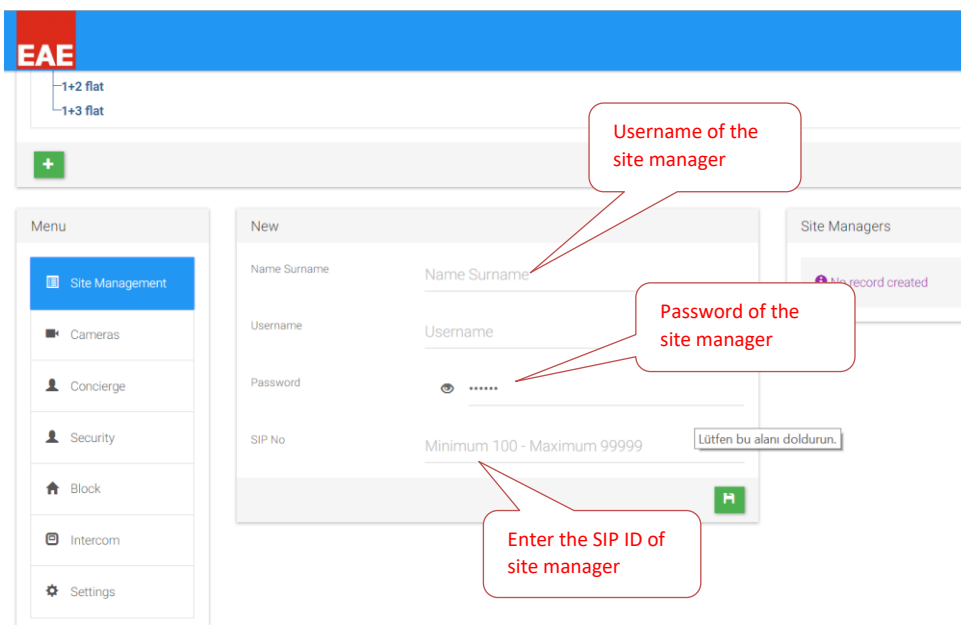 EAE
1+2 flat
1+3 flat
Username of the
site manager
+
Menu
New
Site Managers
Site Management
Cameras
Concierge
Security
Block
Intercom
Settings
Name Surname
Name Surname
Username
Username
Password
••••••
SIP No
Minimum 100 - Maximum 99999
No record created
Password of the
site manager
Lütfen bu alanı doldurun.
Enter the SIP ID of
site manager